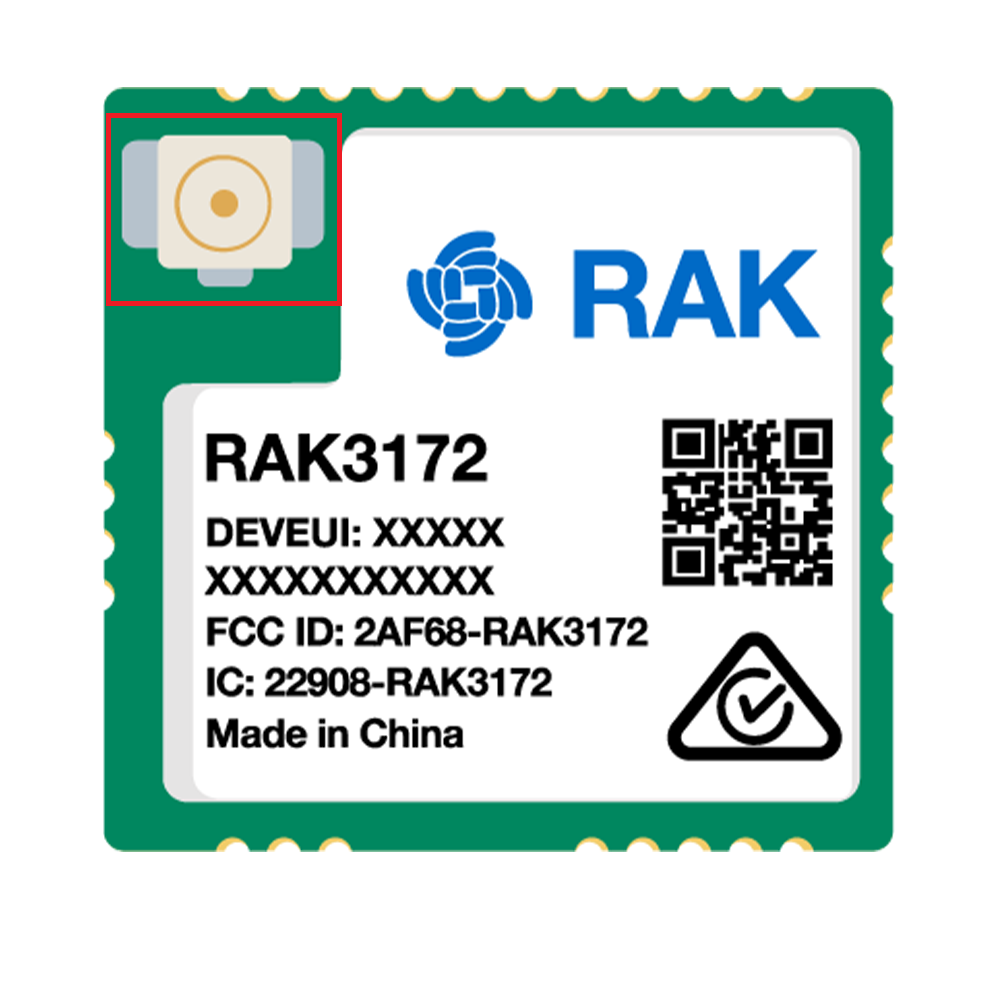 RAK
RAK3172
DEVEUI: XXXXX
XXXXXXXXXXX
FCC ID: 2AF68-RAK3172
IC: 22908-RAK3172
Made in China